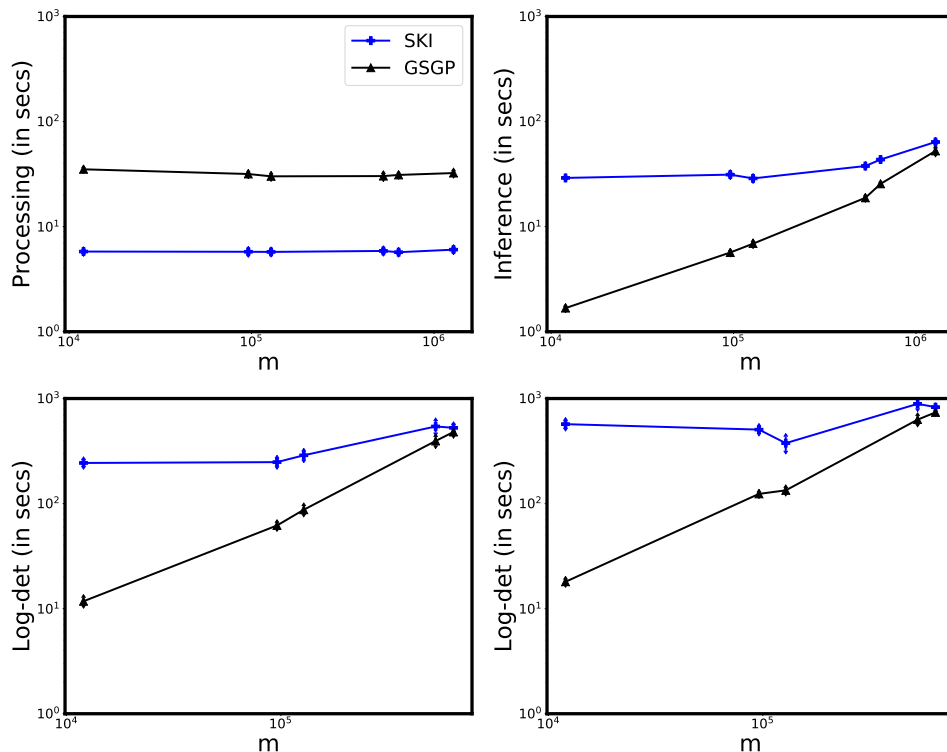 10³
10²
10¹
10⁰
Processing (in secs)
SKI
GSGP
10⁴
10⁵
10⁶
m
10³
10²
10¹
10⁰
Inference (in secs)
10⁴
10⁵
10⁶
m
10³
10²
10¹
10⁰
Log-det (in secs)
10⁴
10⁵
m
10³
10²
10¹
10⁰
Log-det (in secs)
10⁴
10⁵
m